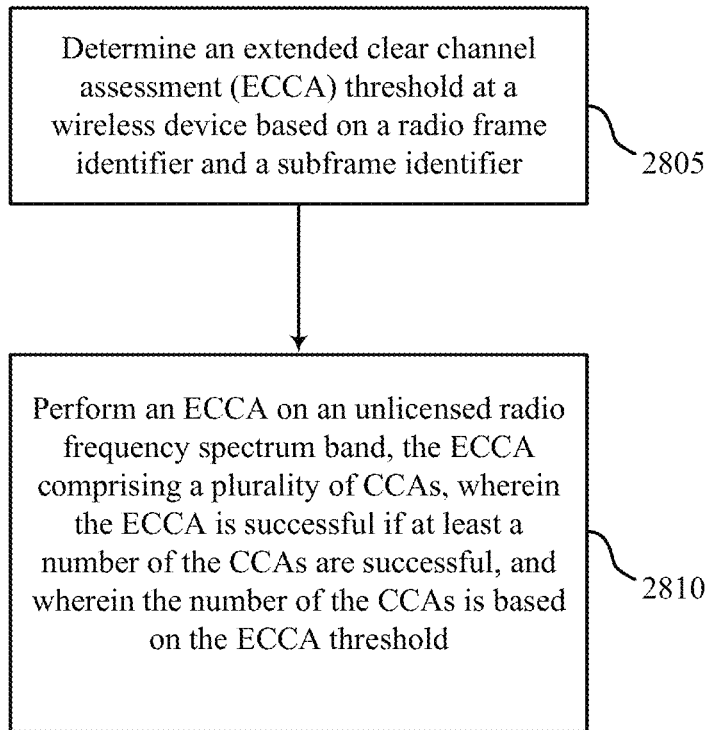 Determine an extended clear channel
assessment (ECCA) threshold at a
wireless device based on a radio frame
identifier and a subframe identifier
2805
Perform an ECCA on an unlicensed radio
frequency spectrum band, the ECCA
comprising a plurality of CCAs, wherein
the ECCA is successful if at least a
number of the CCAs are successful, and
wherein the number of the CCAs is based
on the ECCA threshold
2810